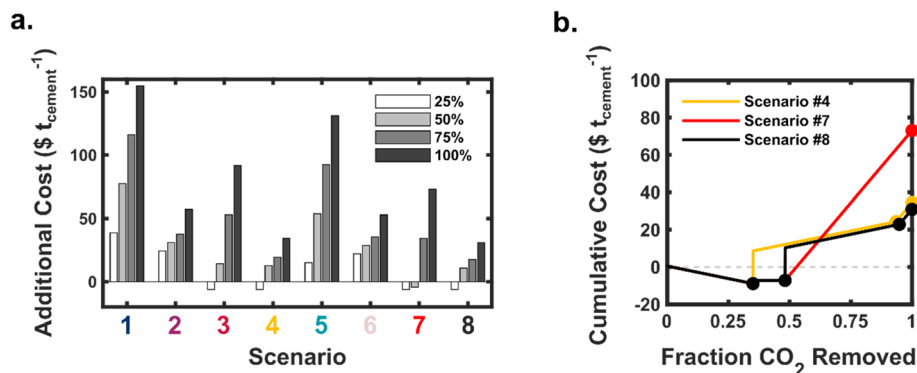 a.
Additional Cost ($ t_cement^-1)
150
100
50
0
25%
50%
75%
100%
1 2 3 4 5 6 7 8
Scenario
b.
Cumulative Cost ($ t_cement^-1)
100
80
60
40
20
0
-20
Scenario #4
Scenario #7
Scenario #8
0 0.25 0.5 0.75 1
Fraction CO₂ Removed